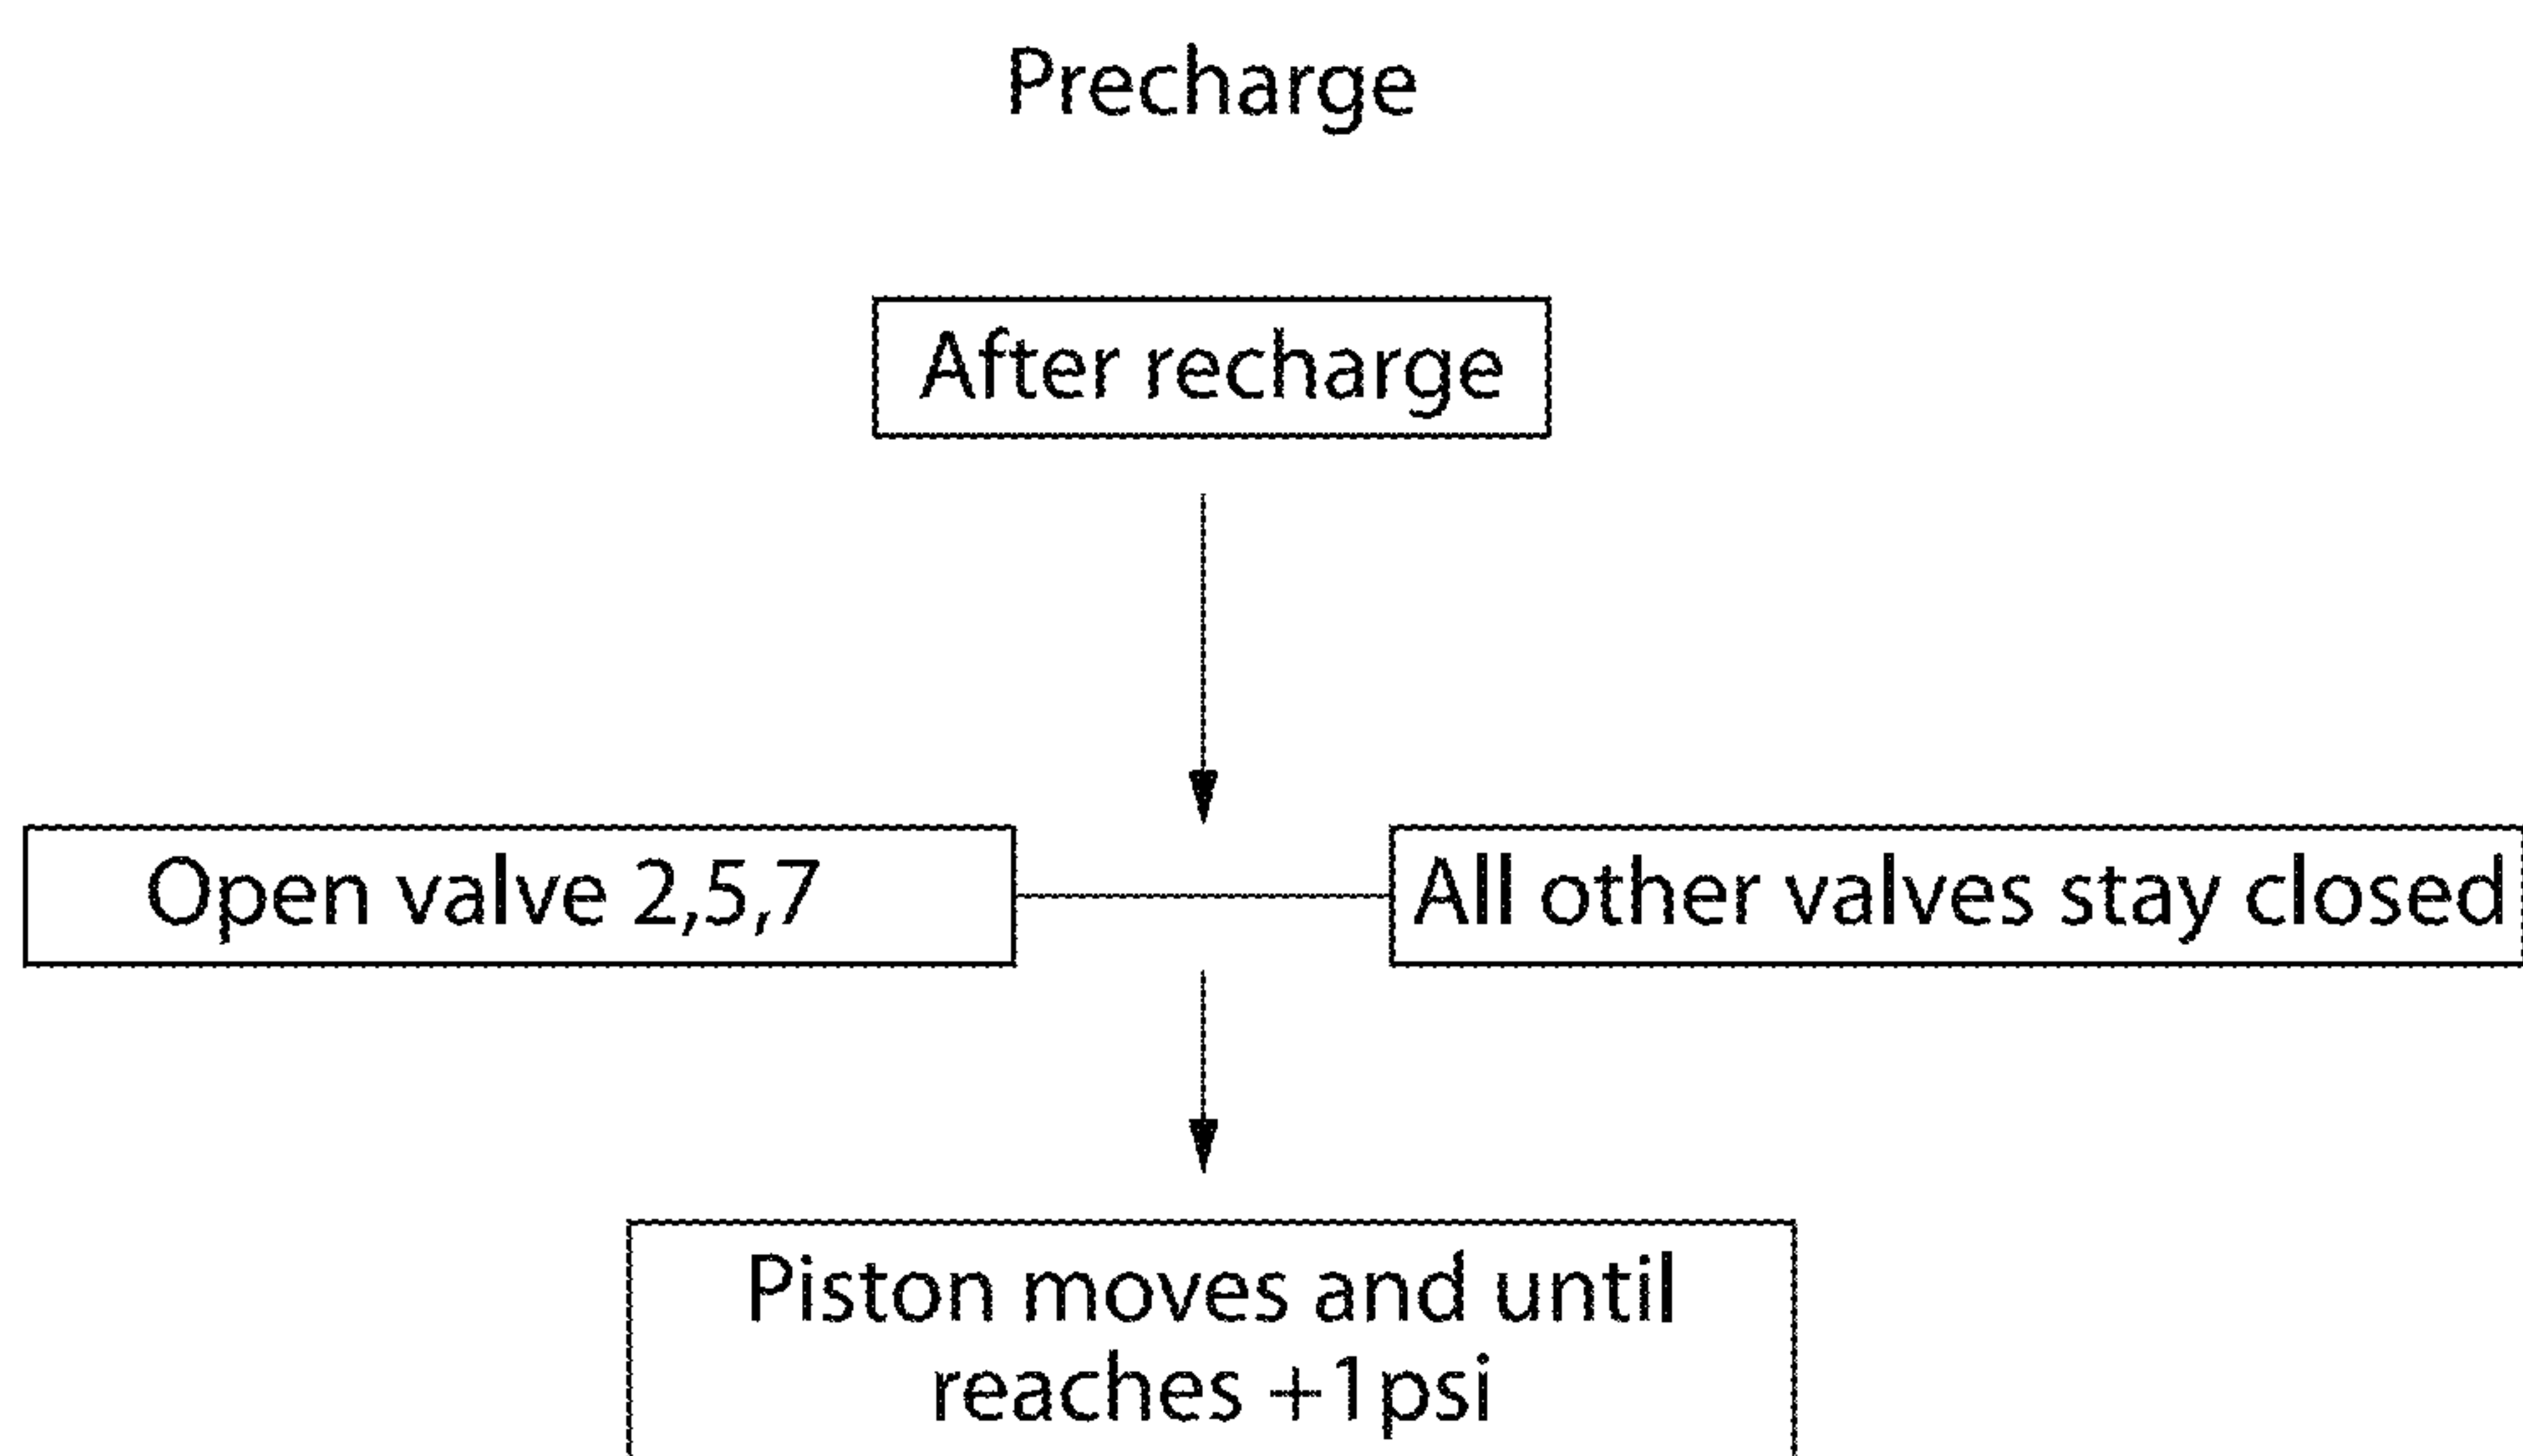 Precharge
After recharge
Open valve 2,5,7
All other valves stay closed
Piston moves and until
reaches +1psi